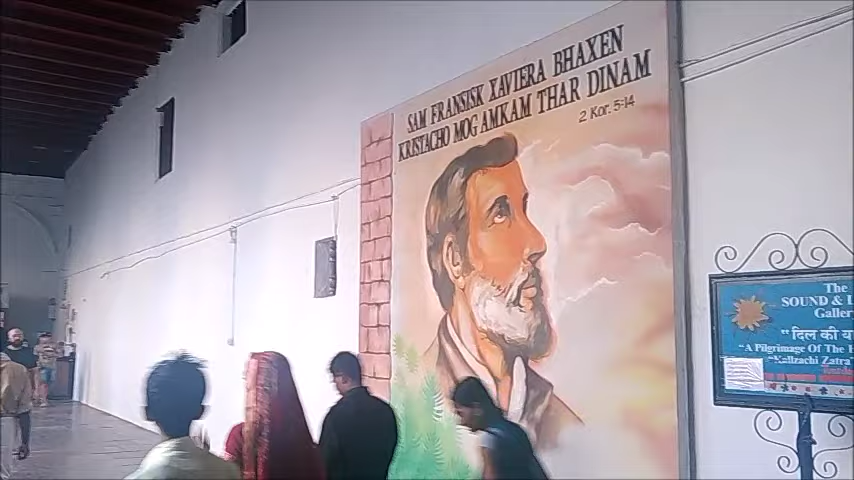 SAM FRANSISK XAVIERA BHAXEN
KRISTACHO MOG AMKAM THAR DINAM
2 Kor. 5:14
The
SOUND & L
Galler
"दिल की य
"A Pilgrimage Of The H
"Kallzachi Zatra"